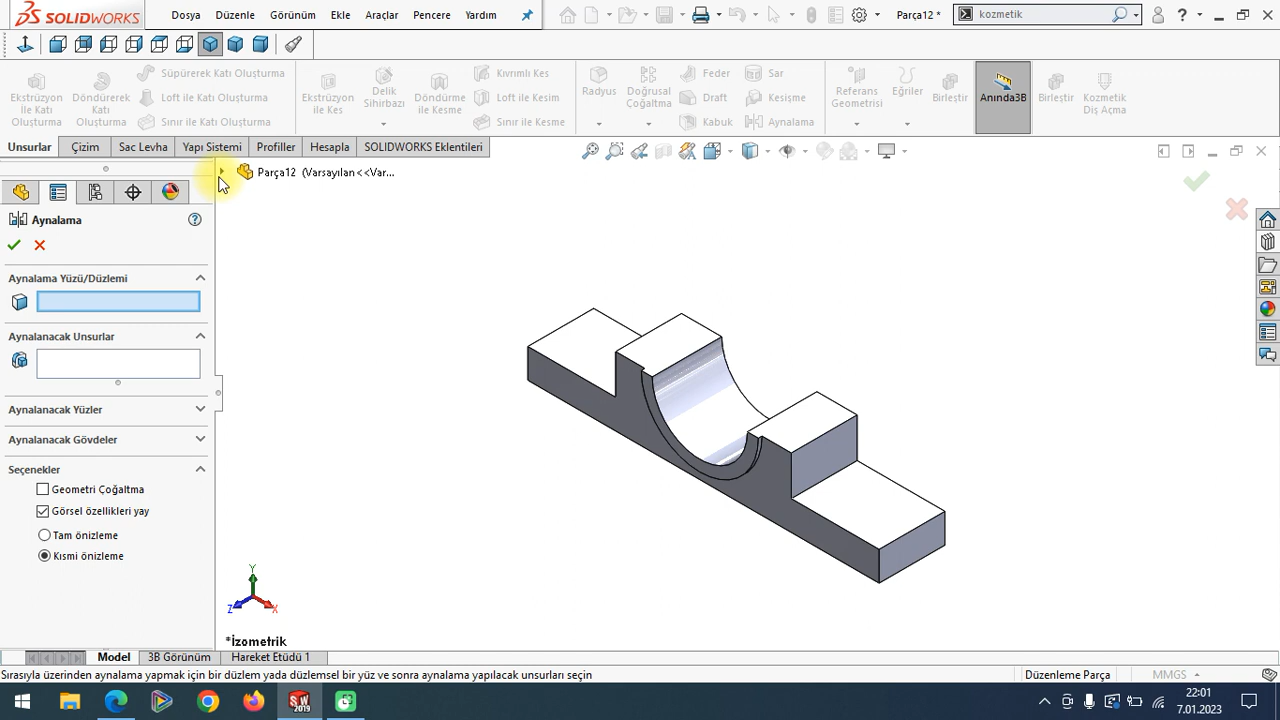 SOLIDWORKS
Dosya Düzenle Görünüm Ekle Araçlar Pencere Yardım
Parça12 *
kozmetik
Ekstrüzyon İle Katı Oluşturma
Döndürerek Katı Oluşturma
Süpürerek Katı Oluşturma
Loft ile Katı Oluşturma
Sınır ile Katı Oluşturma
Ekstrüzyon ile Kes
Delik Sihirbazı
Döndürme ile Kesme
Kıvrımlı Kes
Loft ile Kesim
Sınır ile Kesme
Radyus
Doğrusal Çoğaltma
Feder
Draft
Kabuk
Sar
Kesişme
Aynalama
Referans Geometrisi
Eğriler
Birleştir
Anında3B
Birleştir
Kozmetik Diş Açma
Unsurlar Çizim Sac Levha Yapı Sistemi Profiller Hesapla SOLIDWORKS Eklentileri
Parça12 (Varsayılan<<Var...
Aynalama
Aynalama Yüzü/Düzlemi
Aynalanacak Unsurlar
Aynalanacak Yüzler
Aynalanacak Gövdeler
Seçenekler
Geometri Çoğaltma
Görsel özellikleri yay
Tam önizleme
Kısmi önizleme
Y
Z X
*İzometrik
Model 3B Görünüm Hareket Etüdü 1
Sırasıyla üzerinden aynalama yapmak için bir düzlem yada düzlemsel bir yüz ve sonra aynalama yapılacak unsurları seçin
Düzenleme Parça
MMGS
SW 2019
22:01
7.01.2023